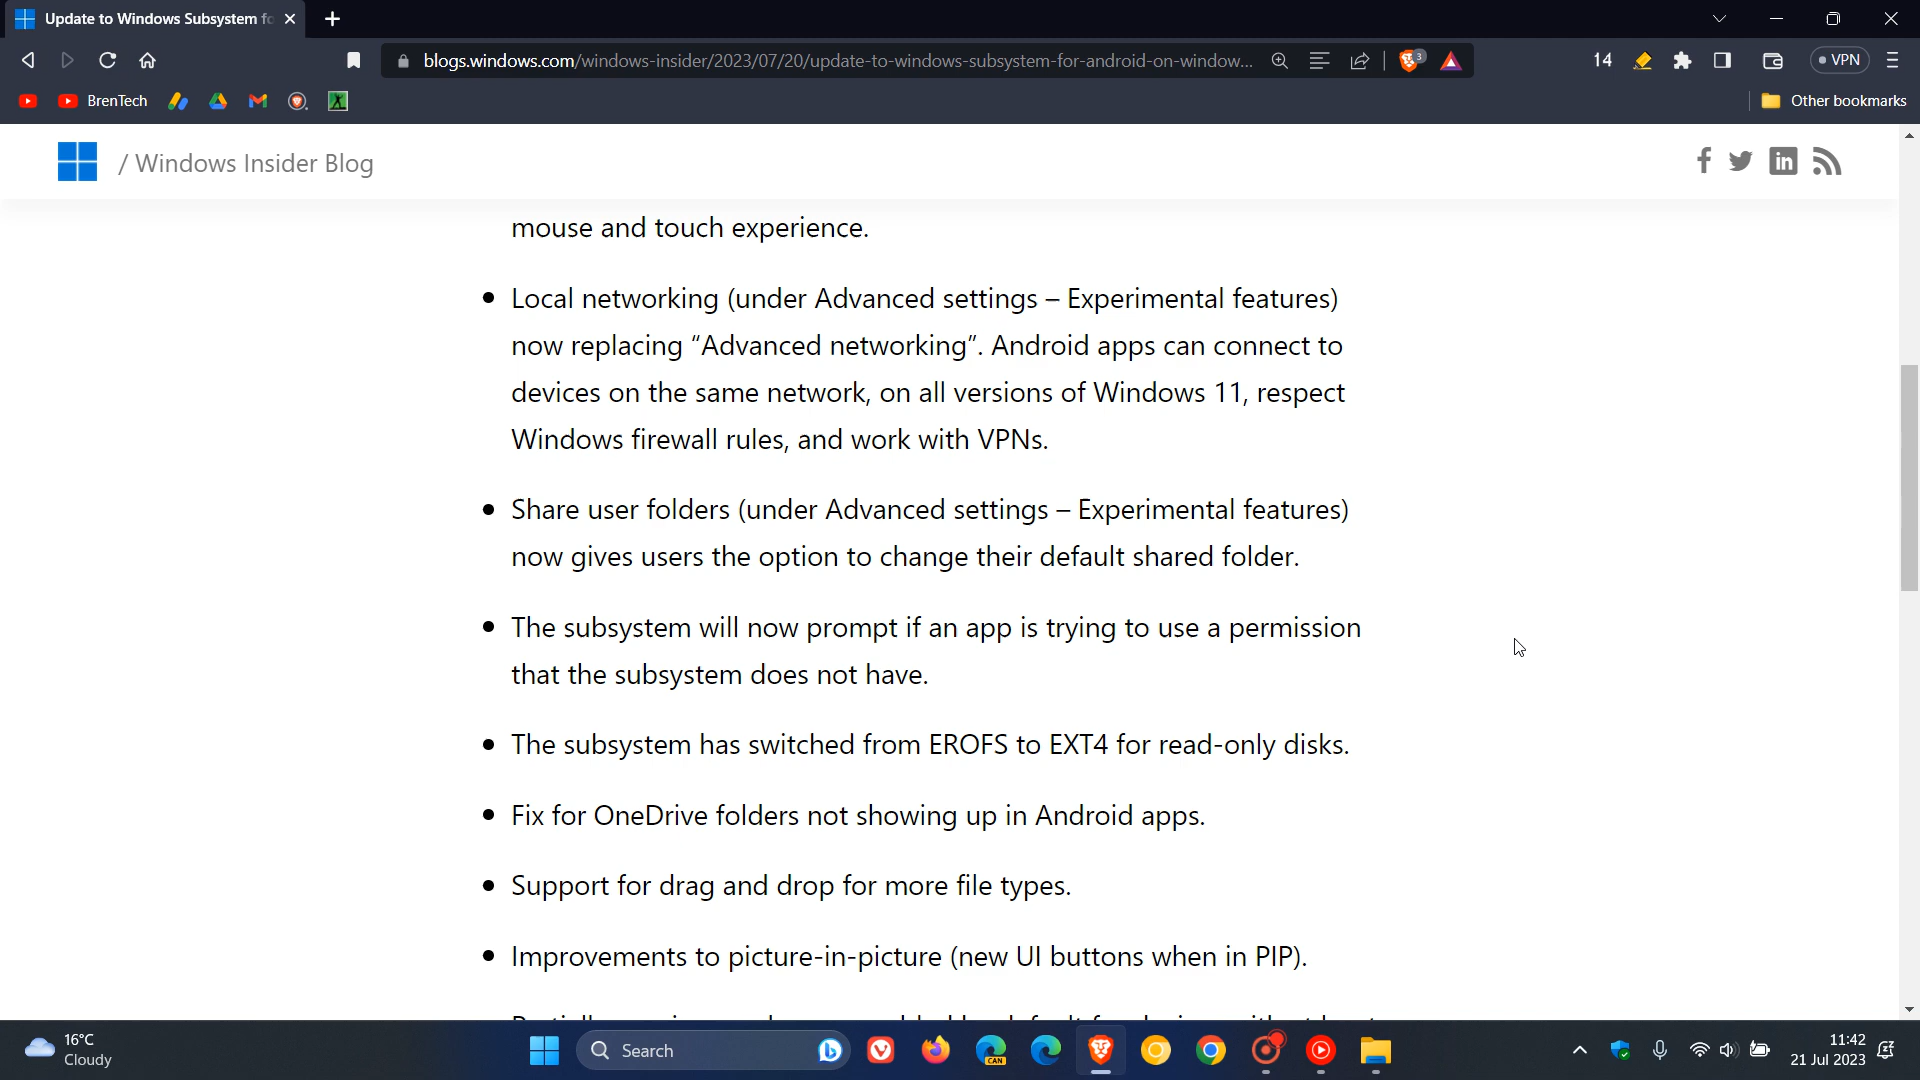 Update to Windows Subsystem fo
blogs.windows.com/windows-insider/2023/07/20/update-to-windows-subsystem-for-android-on-window...
3
14
VPN
BrenTech
Other bookmarks
/ Windows Insider Blog
mouse and touch experience.
• Local networking (under Advanced settings – Experimental features)
now replacing “Advanced networking”. Android apps can connect to
devices on the same network, on all versions of Windows 11, respect
Windows firewall rules, and work with VPNs.
• Share user folders (under Advanced settings – Experimental features)
now gives users the option to change their default shared folder.
• The subsystem will now prompt if an app is trying to use a permission
that the subsystem does not have.
• The subsystem has switched from EROFS to EXT4 for read-only disks.
• Fix for OneDrive folders not showing up in Android apps.
• Support for drag and drop for more file types.
• Improvements to picture-in-picture (new UI buttons when in PIP).
16°C
Cloudy
Search
CAN
11:42
21 Jul 2023